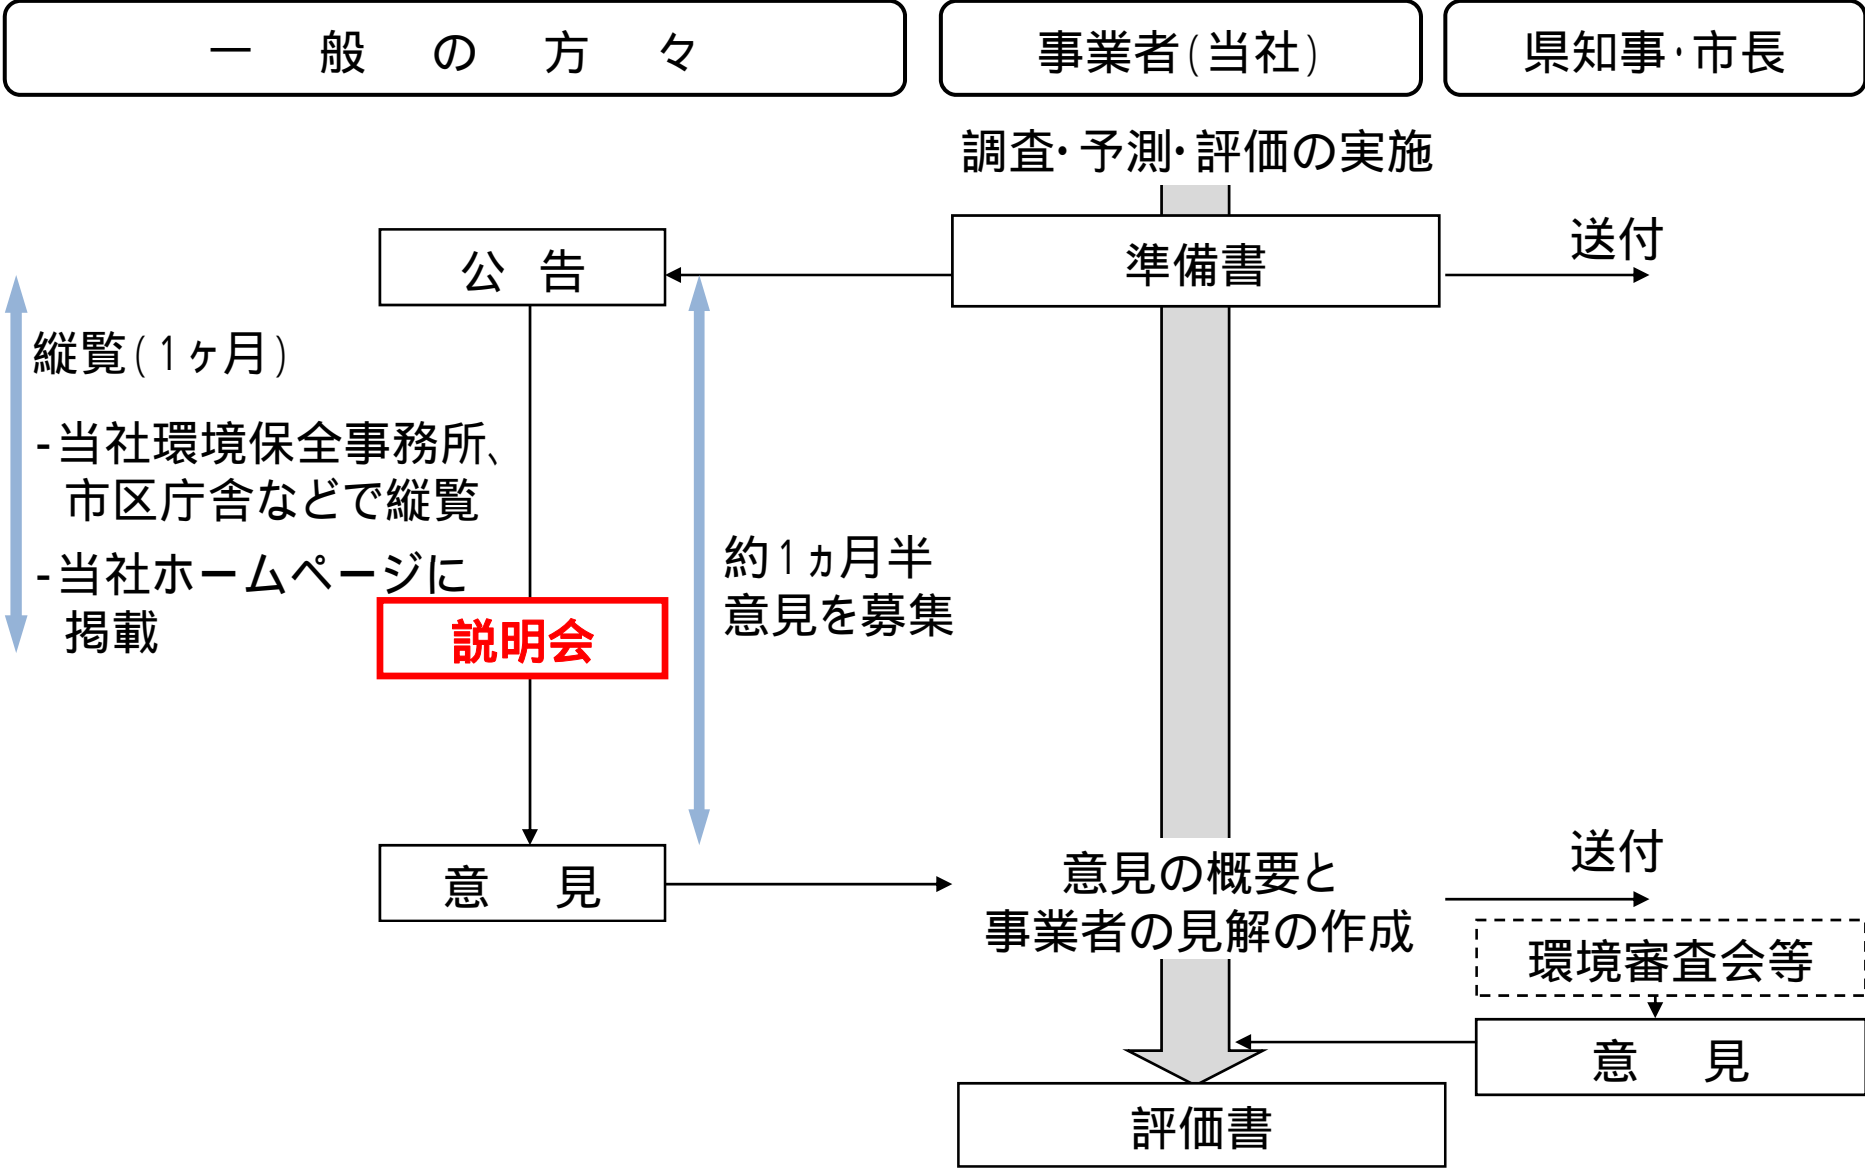 一般の方々
事業者(当社)
県知事・市長
調査・予測・評価の実施
準備書
送付
公告
縦覧(1ヶ月)
-当社環境保全事務所、
市区庁舎などで縦覧
-当社ホームページに
掲載
説明会
約1ヵ月半
意見を募集
意見
意見の概要と
事業者の見解の作成
送付
環境審査会等
意見
評価書